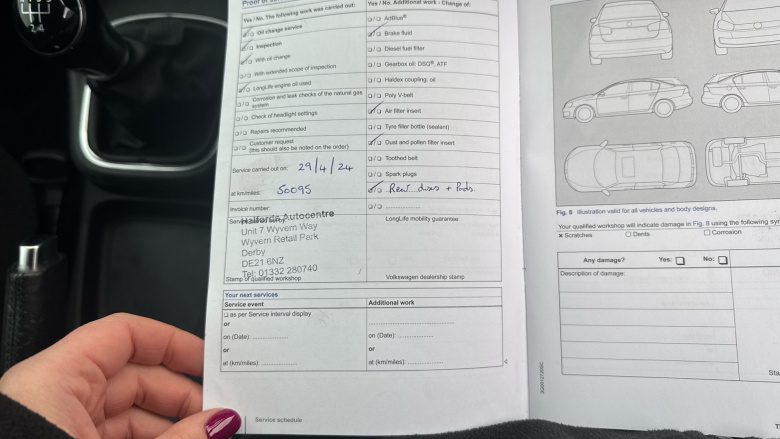 Yes / No. The following work was carried out:
Oil change service
Inspection
With oil change
With extended scope of inspection
LongLife engine oil used
Corrosion and leak checks of the natural gas
system
Check of headlight settings
Repairs recommended
Customer request
(this should also be noted on the order)
Service carried out on: 29/4/24
at km/miles: 50095
Invoice number:
Halfords Autocentre
Unit 7 Wyvern Way
Wyvern Retail Park
Derby
DE21 6NZ
Tel: 01332 280740
Stamp of qualified workshop
Yes / No. Additional work - Change of:
AdBlue®
Brake fluid
Diesel fuel filter
Gearbox oil: DSG®, ATF
Haldex coupling: oil
Poly V-belt
Air filter insert
Tyre filler bottle (sealant)
Dust and pollen filter insert
Toothed belt
Spark plugs
Rear discs + Pads.
LongLife mobility guarantee
Volkswagen dealership stamp
Your next services
Service event
as per Service interval display
or
on (Date):
or
at (km/miles)
Additional work
on (Date):
or
at (km/miles):
Service schedule
Fig. 8 Illustration valid for all vehicles and body designs.
Your qualified workshop will indicate damage in Fig. 8 using the following
× Scratches ○ Dents □ Corrosion
Any damage? Yes: □ No: □
Description of damage: